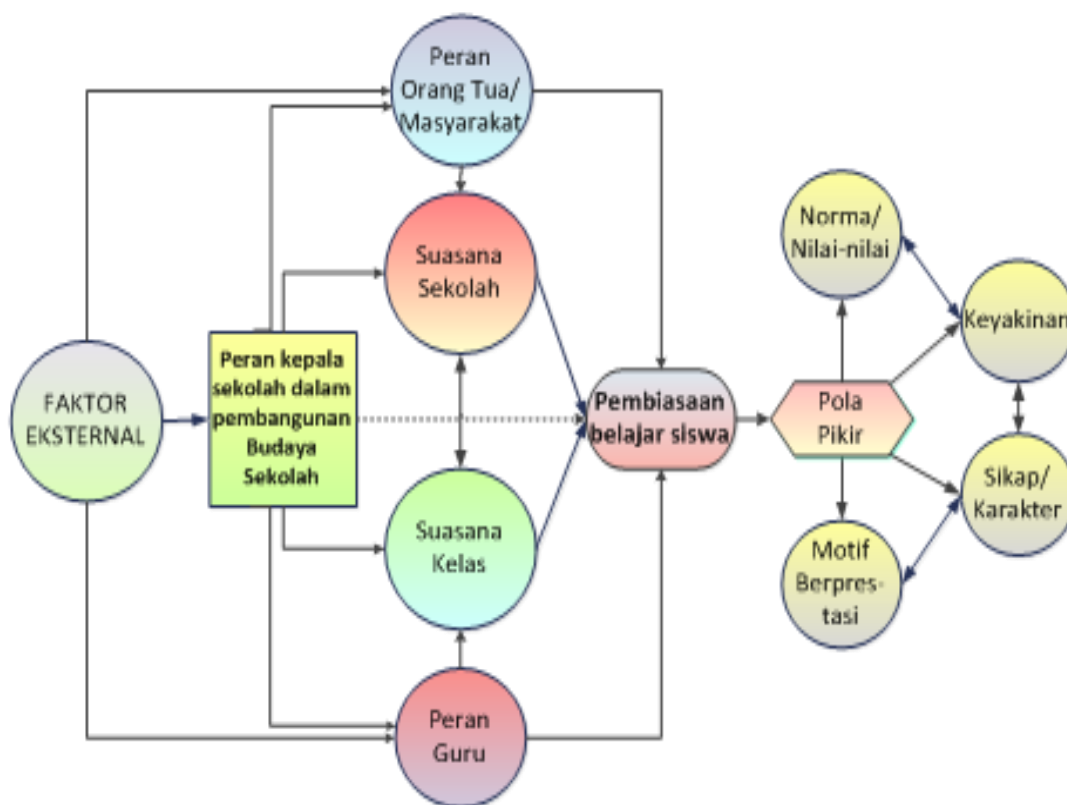 Peran
Orang Tua/
Masyarakat
Suasana
Sekolah
FAKTOR
EKSTERNAL
Peran kepala
sekolah dalam
pembangunan
Budaya
Sekolah
Suasana
Kelas
Peran
Guru
Pembiasaan
belajar siswa
Pola
Pikir
Norma/
Nilai-nilai
Keyakinan
Sikap/
Karakter
Motif
Berpres-
tasi